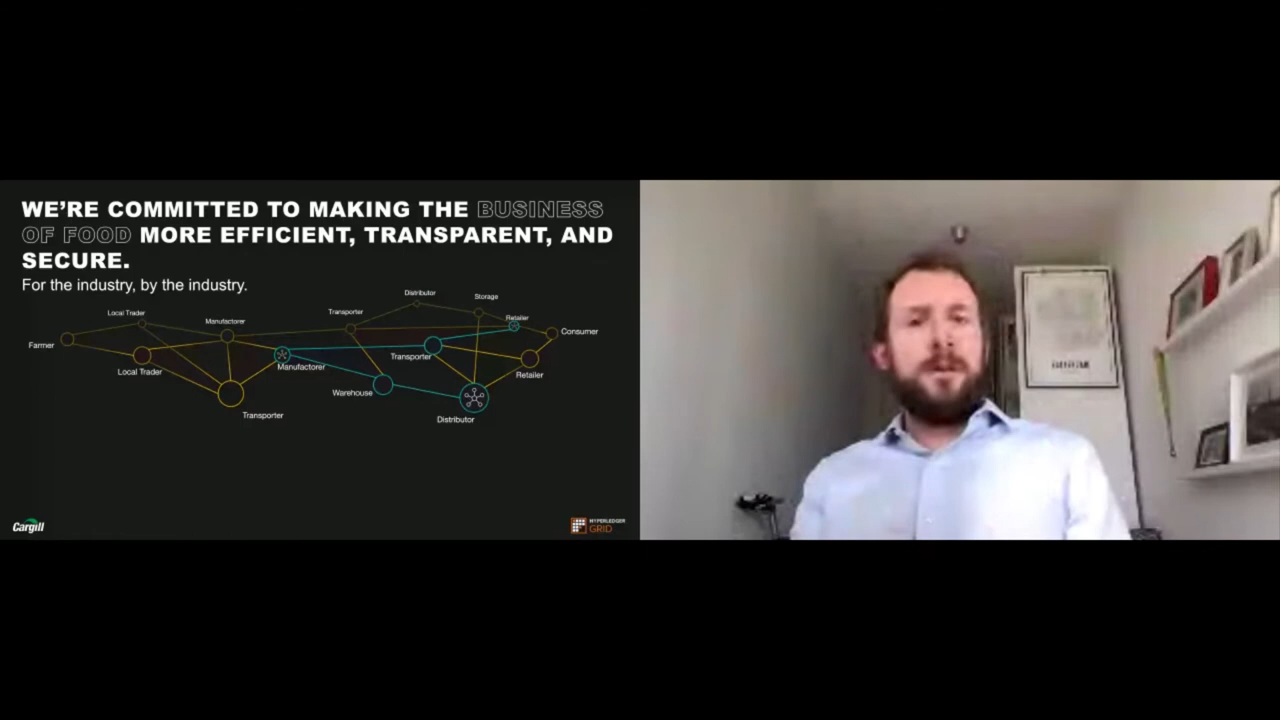 WE'RE COMMITTED TO MAKING THE BUSINESS
OF FOOD MORE EFFICIENT, TRANSPARENT, AND
SECURE.
For the industry, by the industry.
Distributor
Storage
Local Trader
Transporter
Manufactorer
Retailer
Consumer
Farmer
Transporter
Manufactorer
Local Trader
Retailer
Warehouse
Transporter
Distributor
Cargill
HYPERLEDGER
GRID